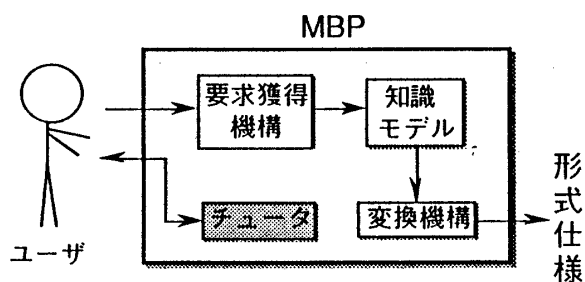 MBP
要求獲得
機構
知識
モデル
チュータ
変換機構
ユーザ
形式仕様